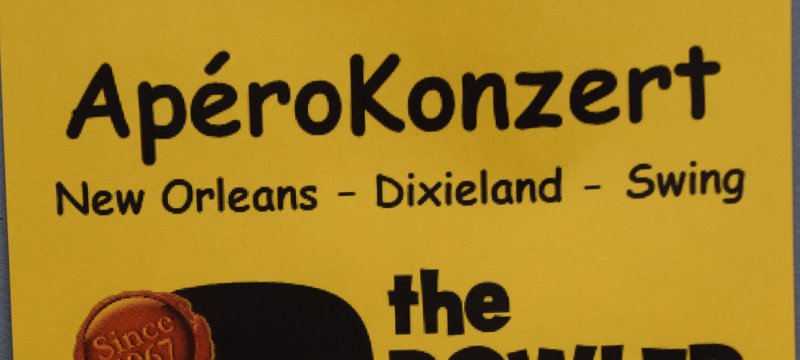 ApéroKonzert
New Orleans - Dixieland - Swing
the
Since